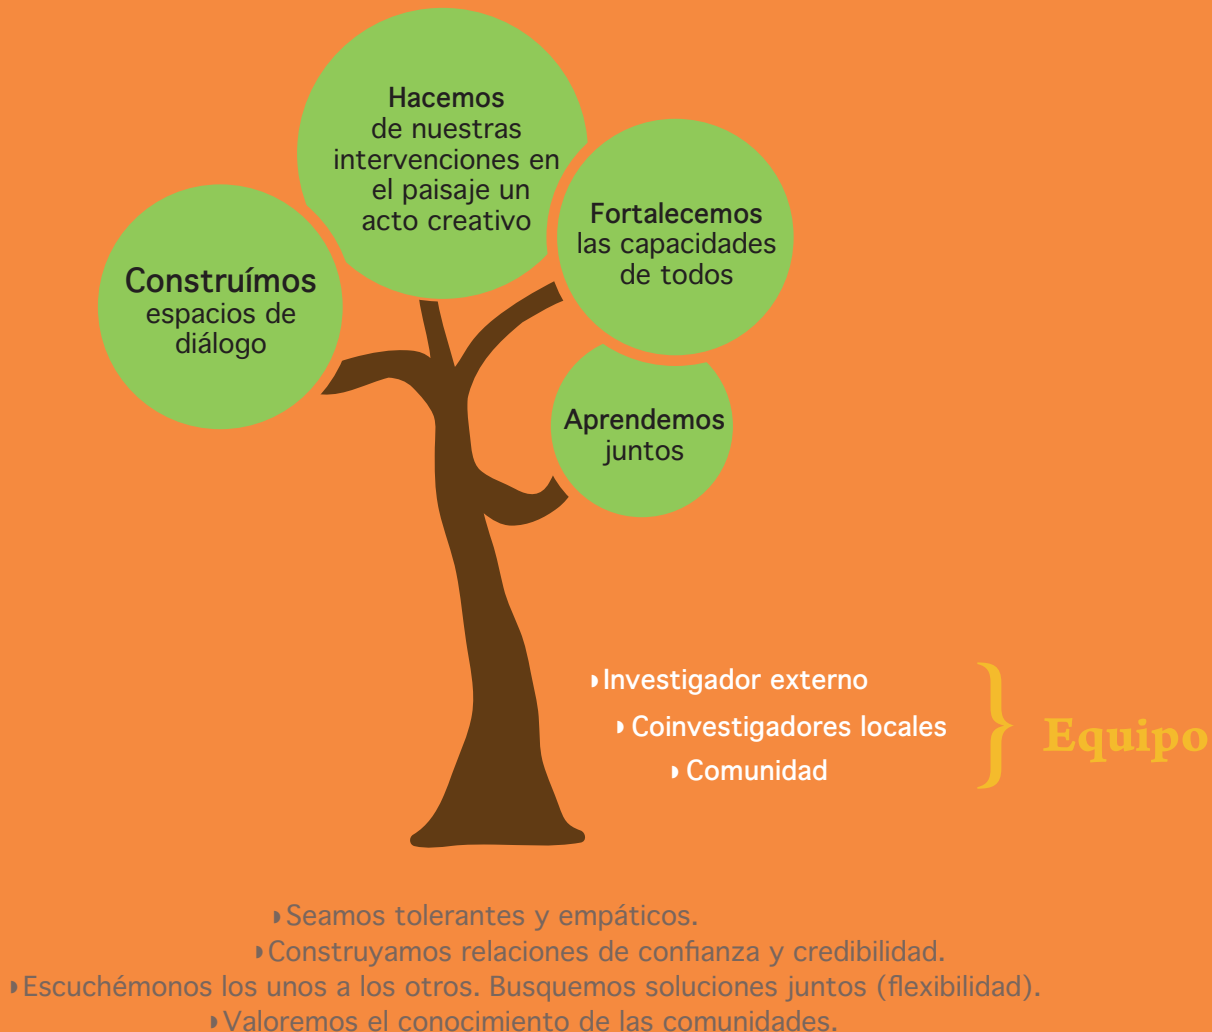 Hacemos
de nuestras
intervenciones en
el paisaje un
acto creativo
Fortalecemos
las capacidades
de todos
Construímos
espacios de
diálogo
Aprendemos
juntos
◗ Investigador externo
◗ Coinvestigadores locales
◗ Comunidad
} Equipo
◗ Seamos tolerantes y empáticos.
◗ Construyamos relaciones de confianza y credibilidad.
◗ Escuchémonos los unos a los otros. Busquemos soluciones juntos (flexibilidad).
◗ Valoremos el conocimiento de las comunidades.